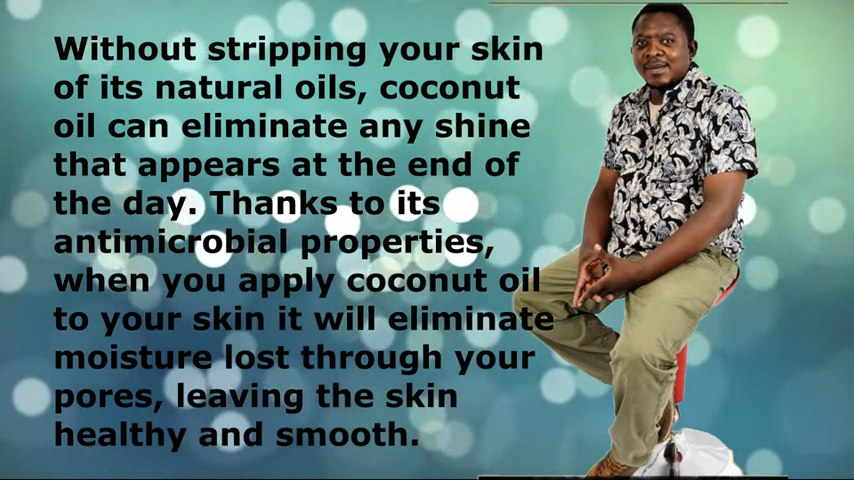 Without stripping your skin
of its natural oils, coconut
oil can eliminate any shine
that appears at the end of
the day. Thanks to its
antimicrobial properties,
when you apply coconut oil
to your skin it will eliminate
moisture lost through your
pores, leaving the skin
healthy and smooth.